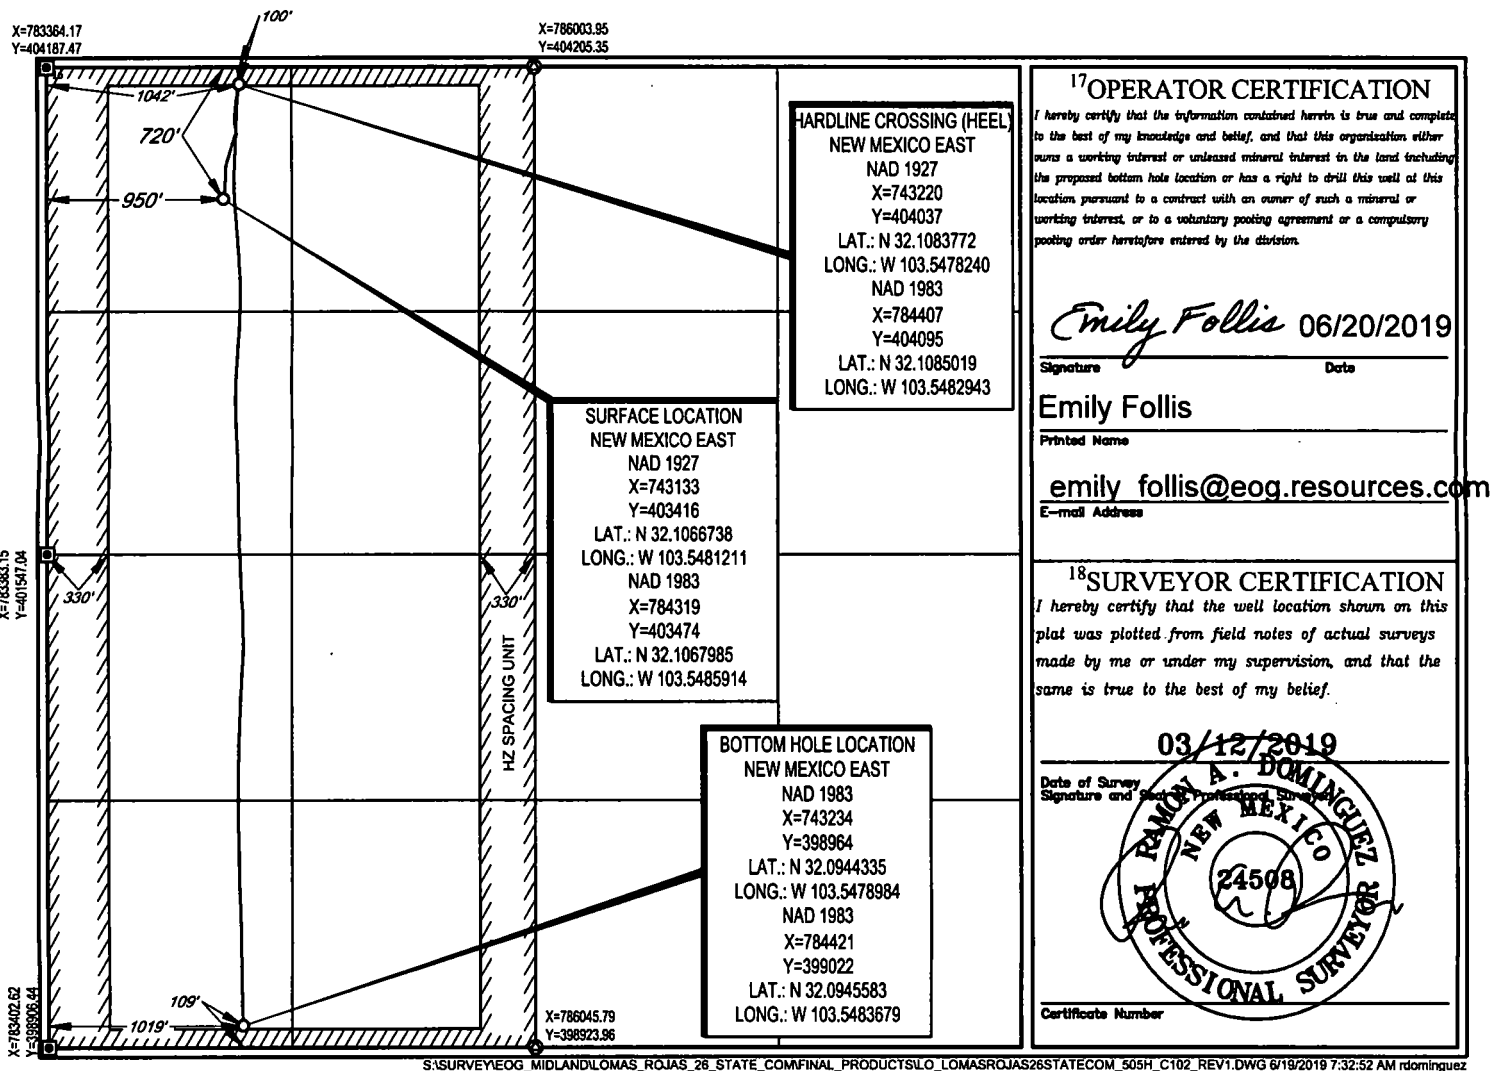 X=783364.17
Y=404187.47
100'
X=786003.95
Y=404205.35
1042'
720'
950'
HARDLINE CROSSING (HEEL)
NEW MEXICO EAST
NAD 1927
X=743220
Y=404037
LAT.: N 32.1083772
LONG.: W 103.5478240
NAD 1983
X=784407
Y=404095
LAT.: N 32.1085019
LONG.: W 103.5482943
SURFACE LOCATION
NEW MEXICO EAST
NAD 1927
X=743133
Y=403416
LAT.: N 32.1066738
LONG.: W 103.5481211
NAD 1983
X=784319
Y=403474
LAT.: N 32.1067985
LONG.: W 103.5485914
X=783383.15
Y=401547.04
330'
330'
HZ SPACING UNIT
BOTTOM HOLE LOCATION
NEW MEXICO EAST
NAD 1983
X=743234
Y=398964
LAT.: N 32.0944335
LONG.: W 103.5478984
NAD 1983
X=784421
Y=399022
LAT.: N 32.0945583
LONG.: W 103.5483679
109'
1019'
X=783402.62
Y=398906.44
X=786045.79
Y=398923.96
17 OPERATOR CERTIFICATION
I hereby certify that the information contained herein is true and complete
to the best of my knowledge and belief, and that this organization either
owns a working interest or unleased mineral interest in the land including
the proposed bottom hole location or has a right to drill this well at this
location pursuant to a contract with an owner of such a mineral or
working interest, or to a voluntary pooling agreement or a compulsory
pooling order heretofore entered by the division.
Emily Follis 06/20/2019
Signature Date
Emily Follis
Printed Name
emily_follis@eog.resources.com
E-mail Address
18 SURVEYOR CERTIFICATION
I hereby certify that the well location shown on this
plat was plotted from field notes of actual surveys
made by me or under my supervision, and that the
same is true to the best of my belief.
03/12/2019
Date of Survey
Signature and Seal of Professional Surveyor
RAMON A. DOMINGUEZ
NEW MEXICO
24508
PROFESSIONAL SURVEYOR
Certificate Number
S:\SURVEY\EOG_MIDLAND\LOMAS_ROJAS_26_STATE_COM\FINAL_PRODUCTS\LO_LOMASROJAS26STATECOM_505H_C102_REV1.DWG 6/19/2019 7:32:52 AM rdominguez